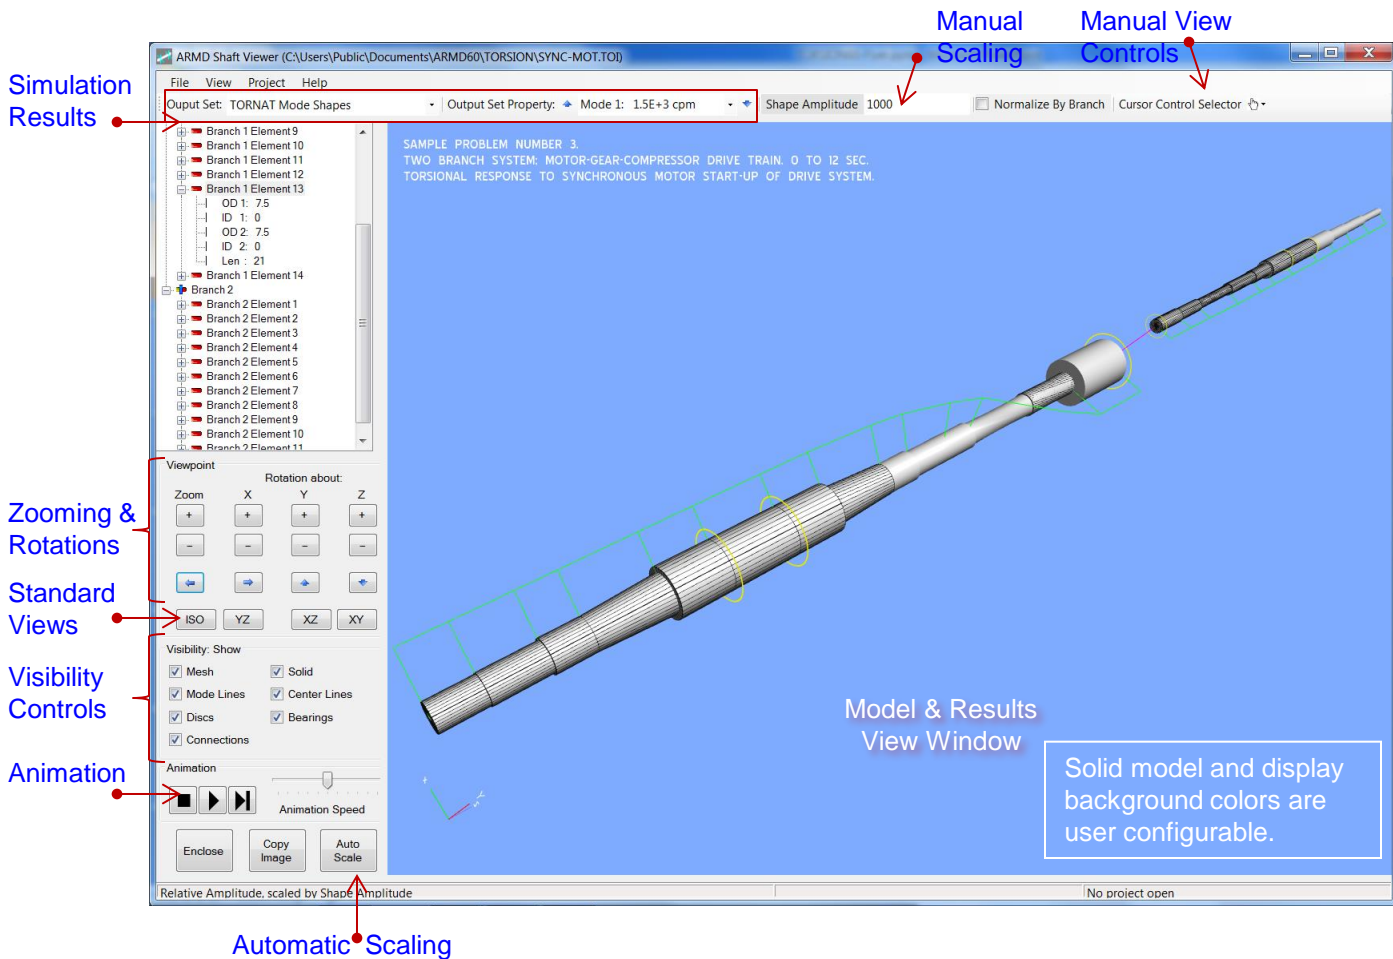 Manual
Scaling
Manual View
Controls
ARMD Shaft Viewer (C:\Users\Public\Documents\ARMD60\TORSION\SYNC-MOT.TOI)
Simulation
Results
File View Project Help
Ouput Set: TORNAT Mode Shapes Output Set Property: Mode 1: 1.5E+3 cpm Shape Amplitude 1000 Normalize By Branch Cursor Control Selector
Branch 1 Element 9
Branch 1 Element 10
Branch 1 Element 11
Branch 1 Element 12
Branch 1 Element 13
OD 1: 7.5
ID 1: 0
OD 2: 7.5
ID 2: 0
Len : 21
Branch 1 Element 14
Branch 2
Branch 2 Element 1
Branch 2 Element 2
Branch 2 Element 3
Branch 2 Element 4
Branch 2 Element 5
Branch 2 Element 6
Branch 2 Element 7
Branch 2 Element 8
Branch 2 Element 9
Branch 2 Element 10
Branch 2 Element 11
SAMPLE PROBLEM NUMBER 3.
TWO BRANCH SYSTEM: MOTOR-GEAR-COMPRESSOR DRIVE TRAIN. 0 TO 12 SEC.
TORSIONAL RESPONSE TO SYNCHRONOUS MOTOR START-UP OF DRIVE SYSTEM.
Zooming &
Rotations
Viewpoint
Rotation about:
Zoom X Y Z
+ + + +
- - - -
Standard
Views
ISO YZ XZ XY
Visibility
Controls
Visibility: Show
Mesh Solid
Mode Lines Center Lines
Discs Bearings
Connections
Animation
Animation
Animation Speed
Enclose
Copy
Image
Auto
Scale
Model & Results
View Window
Solid model and display
background colors are
user configurable.
Relative Amplitude, scaled by Shape Amplitude
No project open
Automatic Scaling